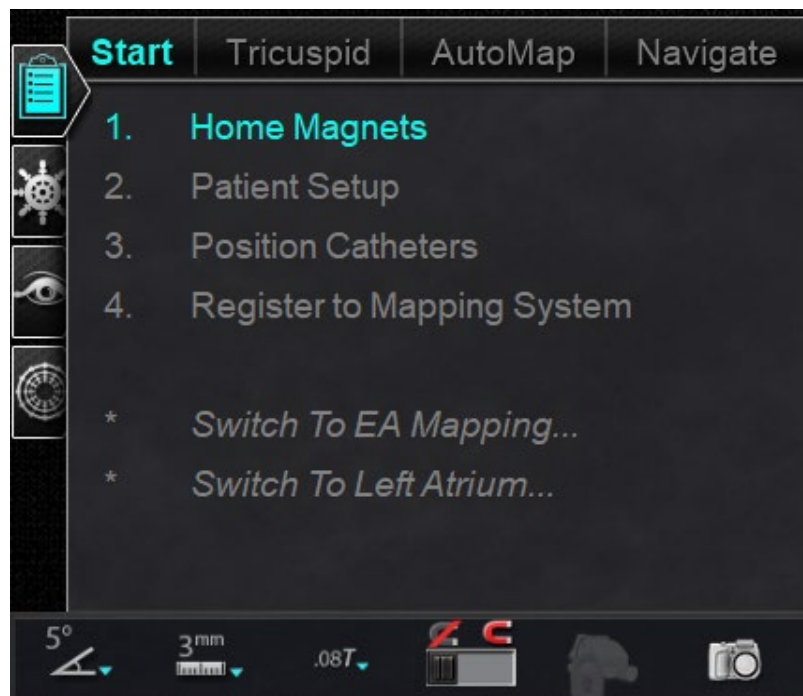 Start Tricuspid AutoMap Navigate
1. Home Magnets
2. Patient Setup
3. Position Catheters
4. Register to Mapping System
* Switch To EA Mapping...
* Switch To Left Atrium...
5° 3mm .08T